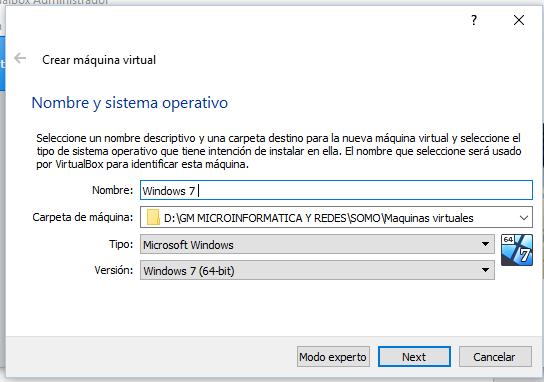 albox Administrador
?
Crear máquina virtual
Nombre y sistema operativo
Seleccione un nombre descriptivo y una carpeta destino para la nueva máquina virtual y seleccione el
tipo de sistema operativo que tiene intención de instalar en ella. El nombre que seleccione será usado
por VirtualBox para identificar esta máquina.
Nombre: Windows 7
Carpeta de máquina: D:\GM MICROINFORMATICA Y REDES\SOMO\Maquinas virtuales
Tipo: Microsoft Windows
64
7
Versión: Windows 7 (64-bit)
Modo experto Next Cancelar